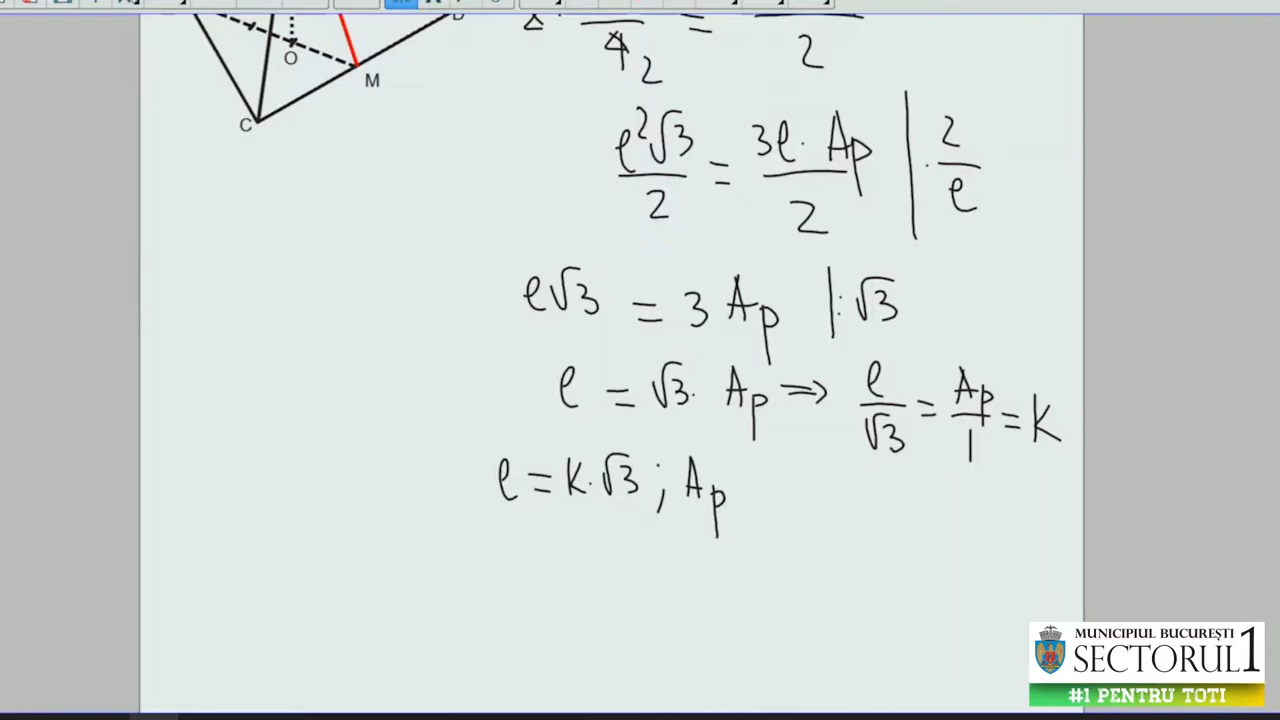 O
M
C
4 2 = 2
ℓ²√3/2 = 3ℓ · Ap/2 | · 2/ℓ
ℓ√3 = 3 Ap | : √3
ℓ = √3 · Ap ⇒ ℓ/√3 = Ap/1 = K
ℓ = K · √3 ; Ap
MUNICIPIUL BUCUREȘTI
SECTORUL 1
#1 PENTRU TOTI